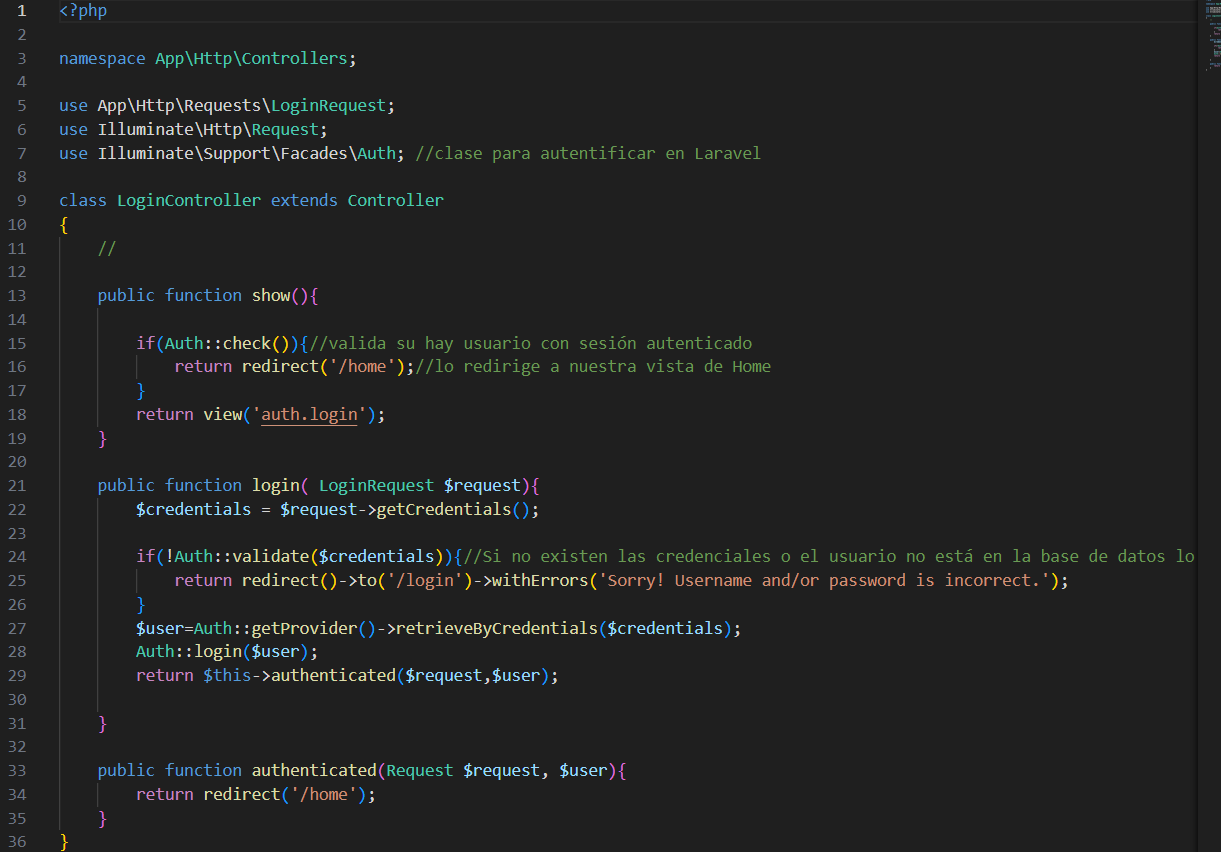 1 <?php
2
3 namespace App\Http\Controllers;
4
5 use App\Http\Requests\LoginRequest;
6 use Illuminate\Http\Request;
7 use Illuminate\Support\Facades\Auth; //clase para autentificar en Laravel
8
9 class LoginController extends Controller
10 {
11     //
12
13     public function show(){
14
15         if(Auth::check()){//valida su hay usuario con sesión autenticado
16             return redirect('/home');//lo redirige a nuestra vista de Home
17         }
18         return view('auth.login');
19     }
20
21     public function login( LoginRequest $request){
22         $credentials = $request->getCredentials();
23
24         if(!Auth::validate($credentials)){//Si no existen las credenciales o el usuario no está en la base de datos lo
25             return redirect()->to('/login')->withErrors('Sorry! Username and/or password is incorrect.');
26         }
27         $user=Auth::getProvider()->retrieveByCredentials($credentials);
28         Auth::login($user);
29         return $this->authenticated($request,$user);
30
31     }
32
33     public function authenticated(Request $request, $user){
34         return redirect('/home');
35     }
36 }